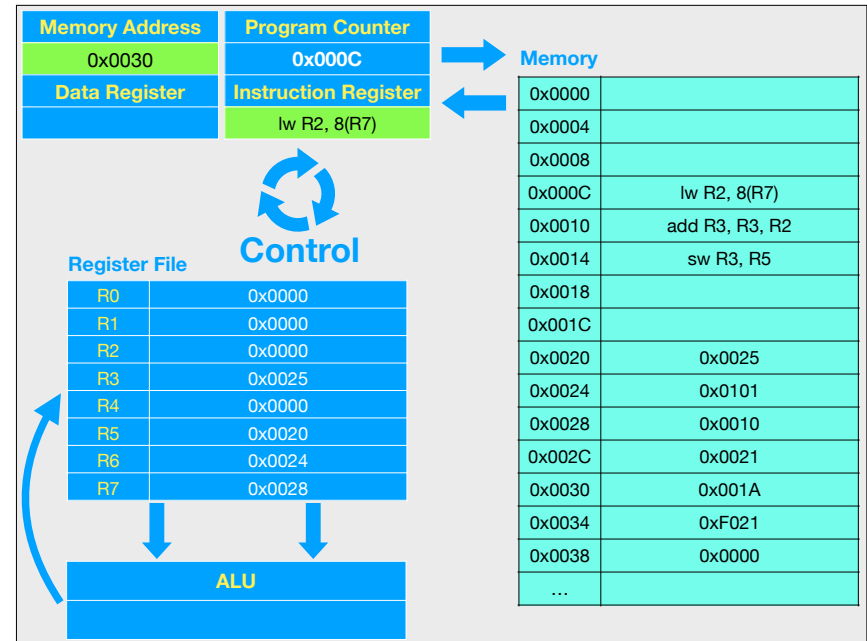 Memory Address Program Counter
0x0030 0x000C
Data Register Instruction Register
lw R2, 8(R7)
Control
Register File
R0 0x0000
R1 0x0000
R2 0x0000
R3 0x0025
R4 0x0000
R5 0x0020
R6 0x0024
R7 0x0028
ALU
Memory
0x0000
0x0004
0x0008
0x000C lw R2, 8(R7)
0x0010 add R3, R3, R2
0x0014 sw R3, R5
0x0018
0x001C
0x0020 0x0025
0x0024 0x0101
0x0028 0x0010
0x002C 0x0021
0x0030 0x001A
0x0034 0xF021
0x0038 0x0000
…